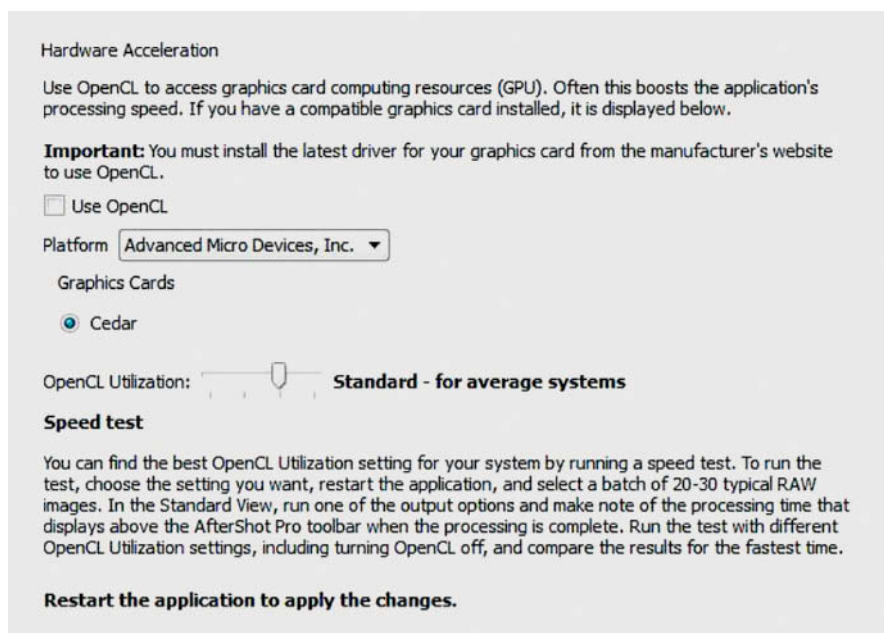 Hardware Acceleration
Use OpenCL to access graphics card computing resources (GPU). Often this boosts the application's
processing speed. If you have a compatible graphics card installed, it is displayed below.
Important: You must install the latest driver for your graphics card from the manufacturer's website
to use OpenCL.
Use OpenCL
Platform Advanced Micro Devices, Inc.
Graphics Cards
Cedar
OpenCL Utilization: Standard - for average systems
Speed test
You can find the best OpenCL Utilization setting for your system by running a speed test. To run the
test, choose the setting you want, restart the application, and select a batch of 20-30 typical RAW
images. In the Standard View, run one of the output options and make note of the processing time that
displays above the AfterShot Pro toolbar when the processing is complete. Run the test with different
OpenCL Utilization settings, including turning OpenCL off, and compare the results for the fastest time.
Restart the application to apply the changes.